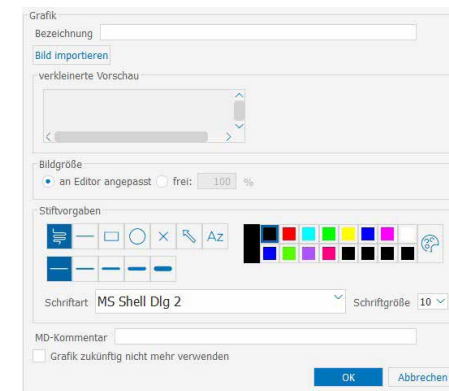 Grafik
Bezeichnung
Bild importieren
verkleinerte Vorschau
Bildgröße
an Editor angepasst frei: 100 %
Stiftvorgaben
Az
Schriftart MS Shell Dlg 2 Schriftgröße 10
MD-Kommentar
Grafik zukünftig nicht mehr verwenden
OK Abbrechen